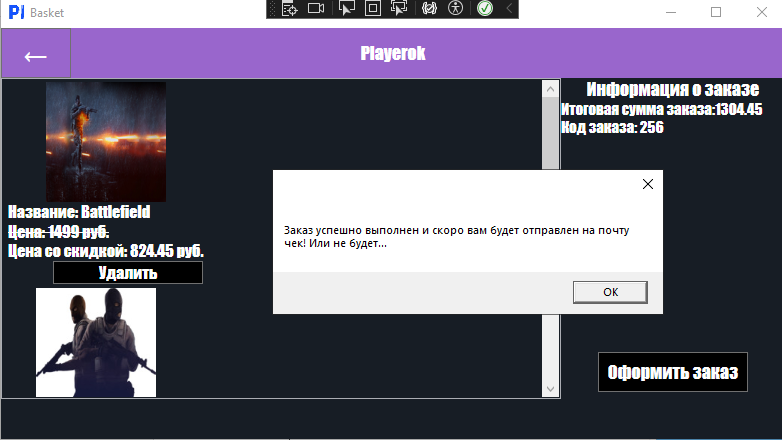 Pl Basket
←
Playerok
Информация о заказе
Итоговая сумма заказа:1304.45
Код заказа: 256
Название: Battlefield
Цена: 1499 руб.
Цена со скидкой: 824.45 руб.
Удалить
Заказ успешно выполнен и скоро вам будет отправлен на почту
чек! Или не будет...
OK
Оформить заказ